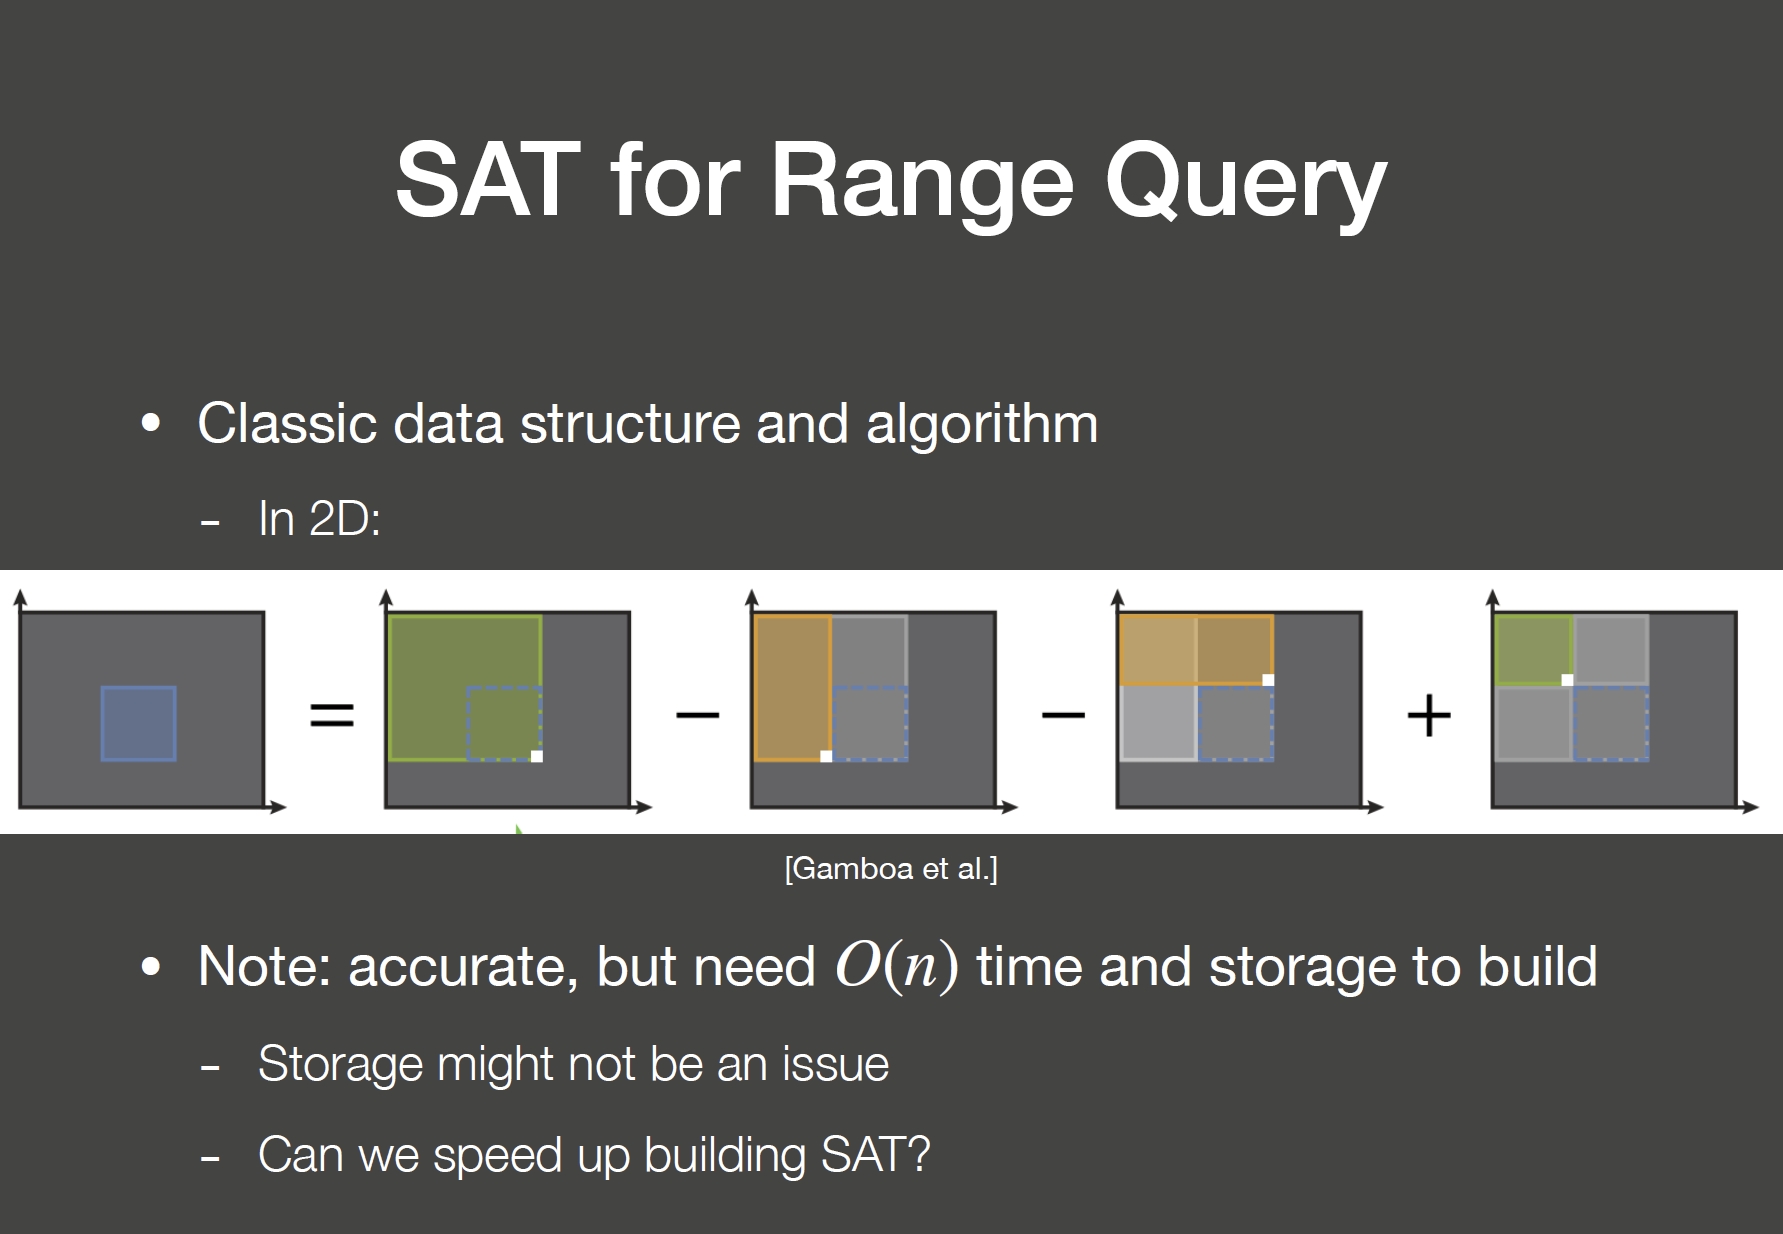 SAT for Range Query
• Classic data structure and algorithm
- In 2D:
= − − +
[Gamboa et al.]
• Note: accurate, but need O(n) time and storage to build
- Storage might not be an issue
- Can we speed up building SAT?